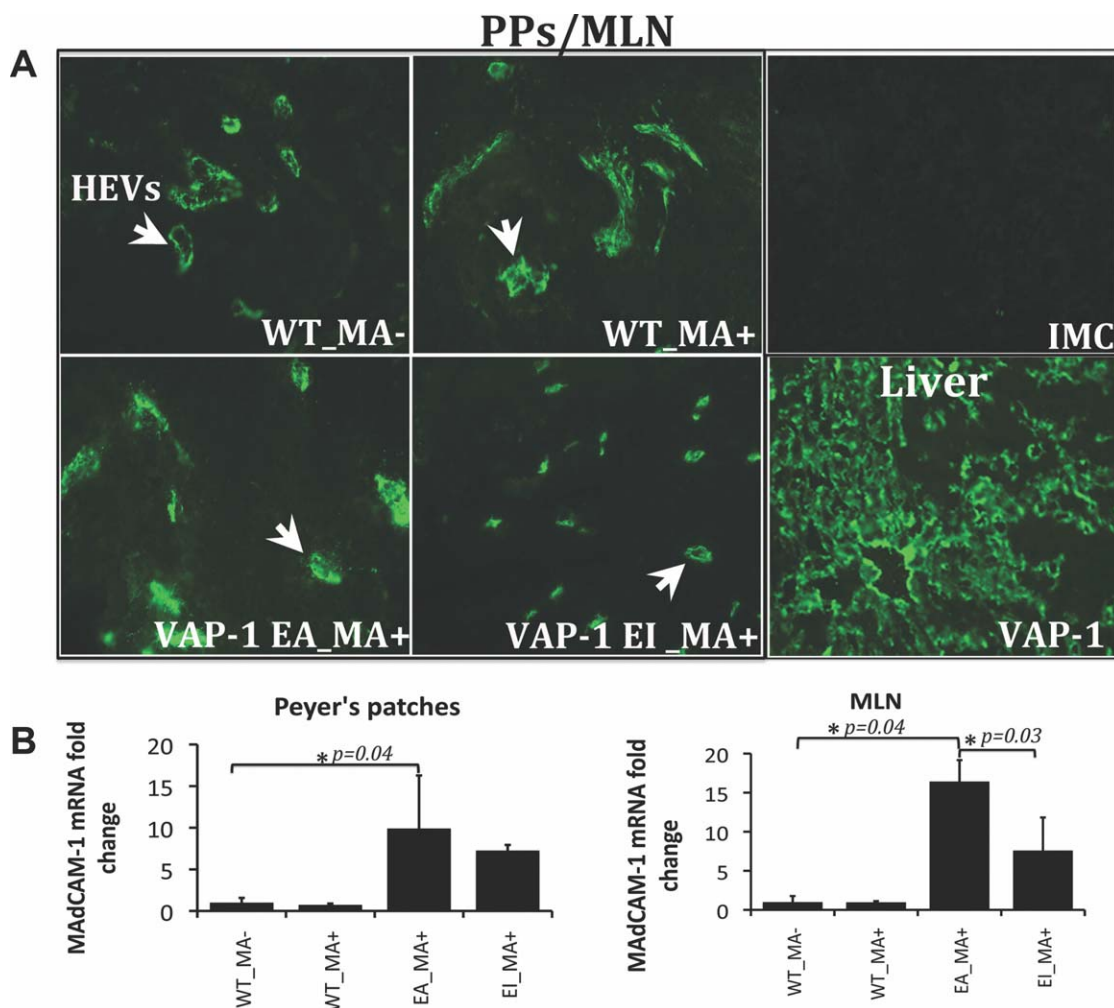 PPs/MLN
A
HEVs
WT_MA-
WT_MA+
IMC
VAP-1 EA_MA+
VAP-1 EI _MA+
Liver
VAP-1
B
Peyer's patches
MAdCAM-1 mRNA fold
change
20
15
10
5
0
* p=0.04
WT_MA-
WT_MA+
EA_MA+
EI_MA+
MLN
MAdCAM-1 mRNA fold
change
20
15
10
5
0
* p=0.04
* p=0.03
WT_MA-
WT_MA+
EA_MA+
EI_MA+